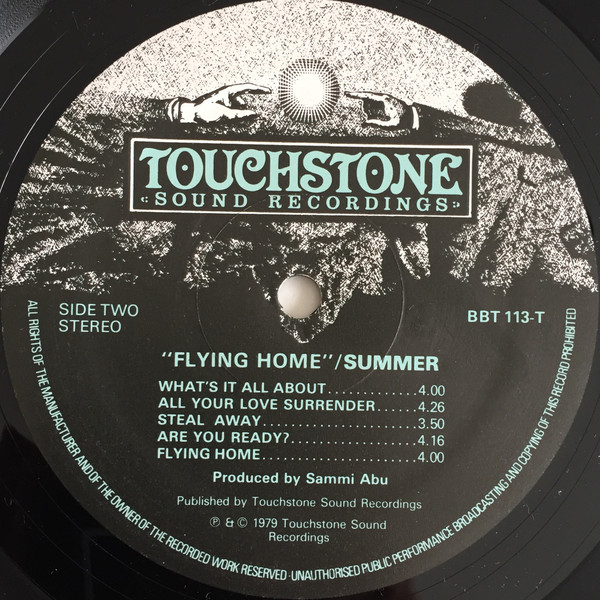 TOUCHSTONE
SOUND RECORDINGS
SIDE TWO
STEREO
BBT 113-T
"FLYING HOME"/SUMMER
WHAT'S IT ALL ABOUT.............4.00
ALL YOUR LOVE SURRENDER......4.26
STEAL AWAY......................3.50
ARE YOU READY?..................4.16
FLYING HOME......................4.00
Produced by Sammi Abu
Published by Touchstone Sound Recordings
℗ & © 1979 Touchstone Sound
Recordings
ALL RIGHTS OF THE MANUFACTURER AND OF THE OWNER OF THE RECORDED WORK RESERVED · UNAUTHORISED PUBLIC PERFORMANCE BROADCASTING AND COPYING OF THIS RECORD PROHIBITED